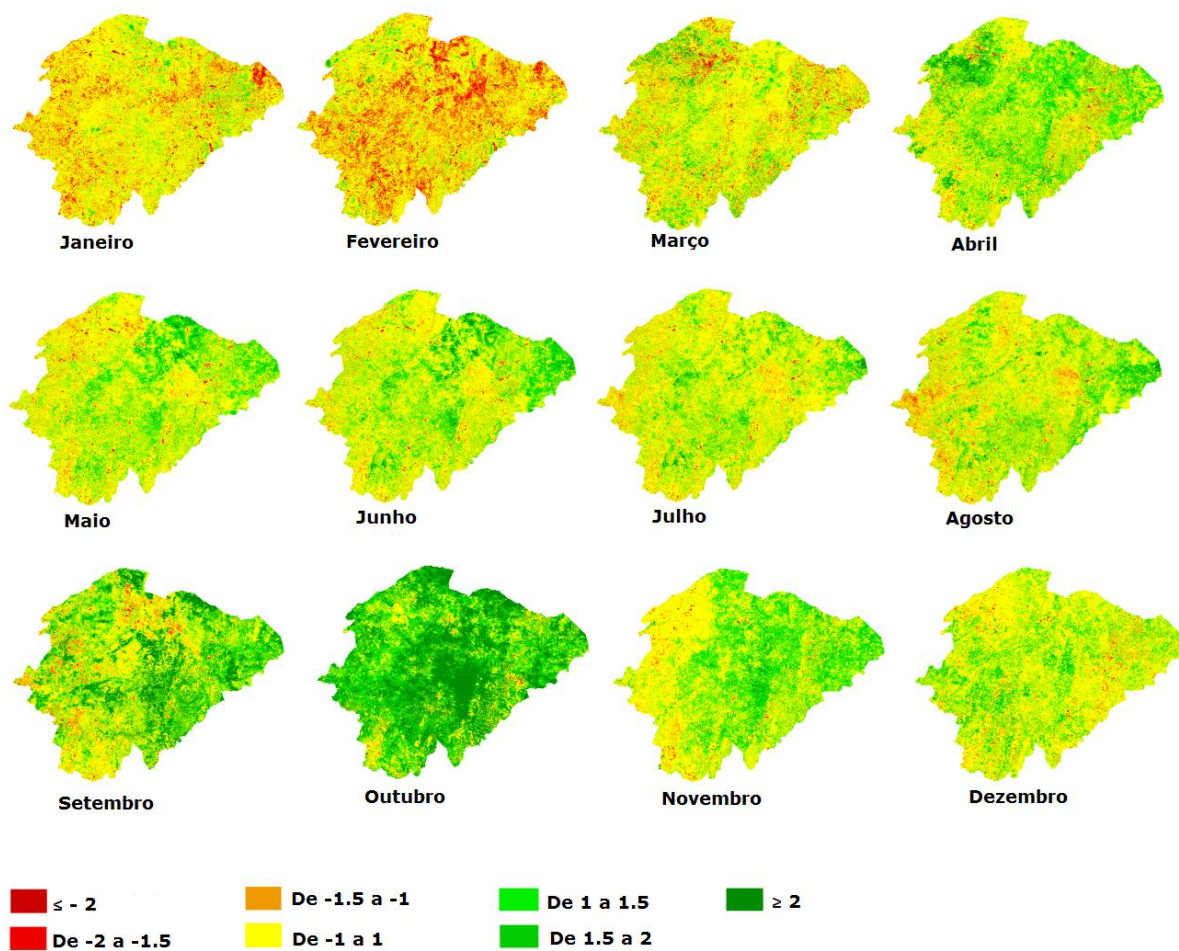 Janeiro
Fevereiro
Março
Abril
Maio
Junho
Julho
Agosto
Setembro
Outubro
Novembro
Dezembro
≤ - 2
De -1.5 a -1
De 1 a 1.5
≥ 2
De -2 a -1.5
De -1 a 1
De 1.5 a 2